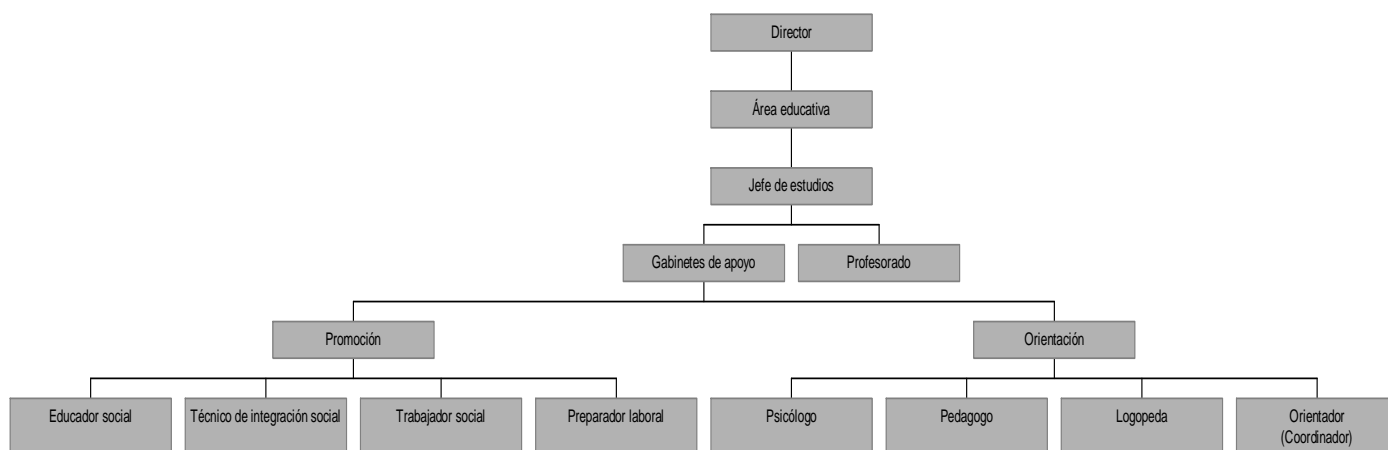 Director
Área educativa
Jefe de estudios
Gabinetes de apoyo
Profesorado
Promoción
Orientación
Educador social
Técnico de integración social
Trabajador social
Preparador laboral
Psicólogo
Pedagogo
Logopeda
Orientador
(Coordinador)